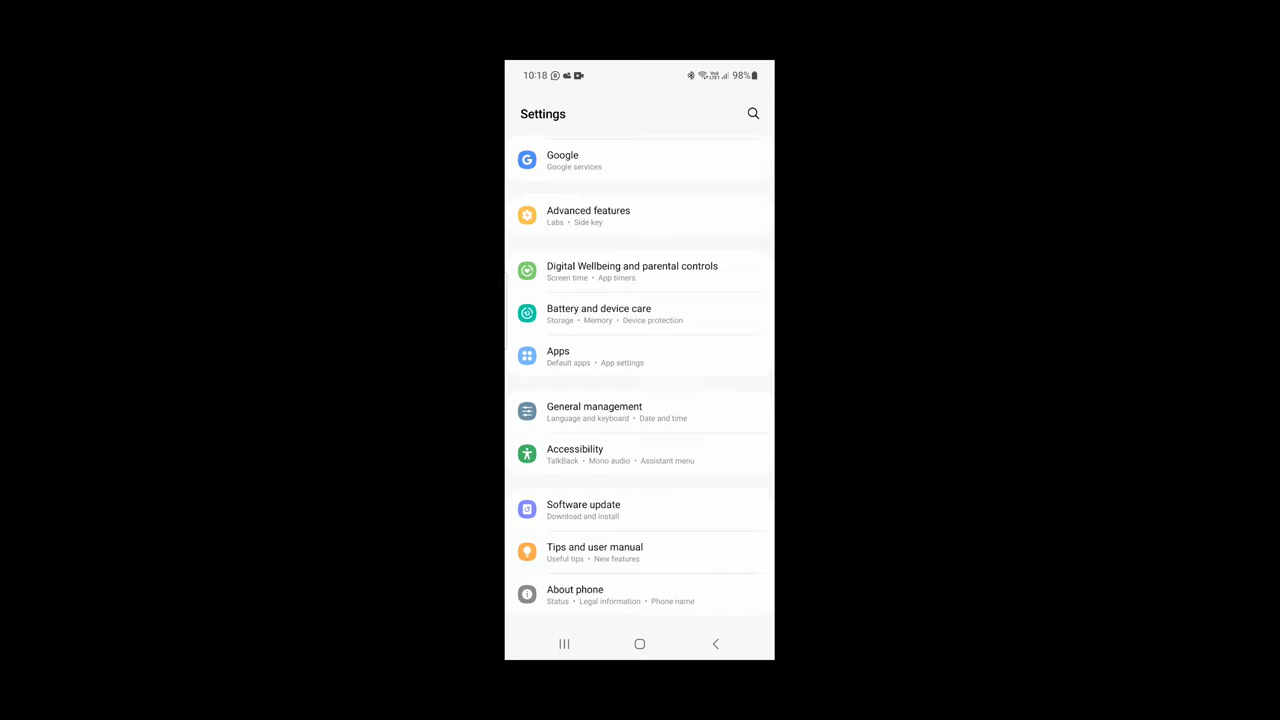 10:18 98%
Settings
Google
Google services
Advanced features
Labs • Side key
Digital Wellbeing and parental controls
Screen time • App timers
Battery and device care
Storage • Memory • Device protection
Apps
Default apps • App settings
General management
Language and keyboard • Date and time
Accessibility
TalkBack • Mono audio • Assistant menu
Software update
Download and install
Tips and user manual
Useful tips • New features
About phone
Status • Legal information • Phone name